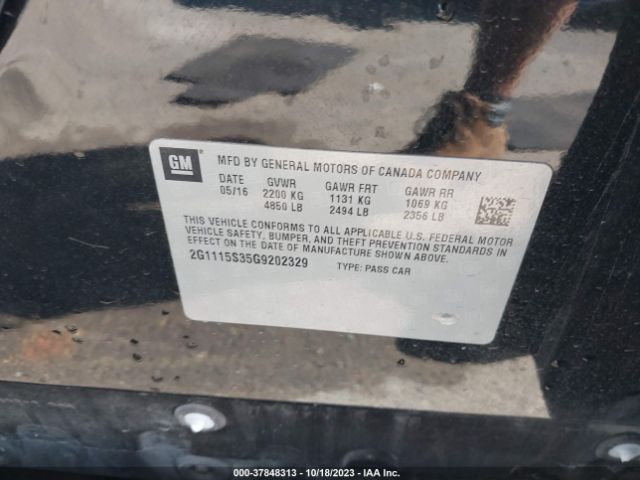 GM
MFD BY GENERAL MOTORS OF CANADA COMPANY
DATE GVWR GAWR FRT GAWR RR
05/16 2200 KG 1131 KG 1069 KG
4850 LB 2494 LB 2356 LB
THIS VEHICLE CONFORMS TO ALL APPLICABLE U.S. FEDERAL MOTOR
VEHICLE SAFETY, BUMPER, AND THEFT PREVENTION STANDARDS IN
EFFECT ON THE DATE OF MANUFACTURE SHOWN ABOVE.
2G1115S35G9202329 TYPE: PASS CAR
000-37848313 - 10/18/2023 - IAA Inc.